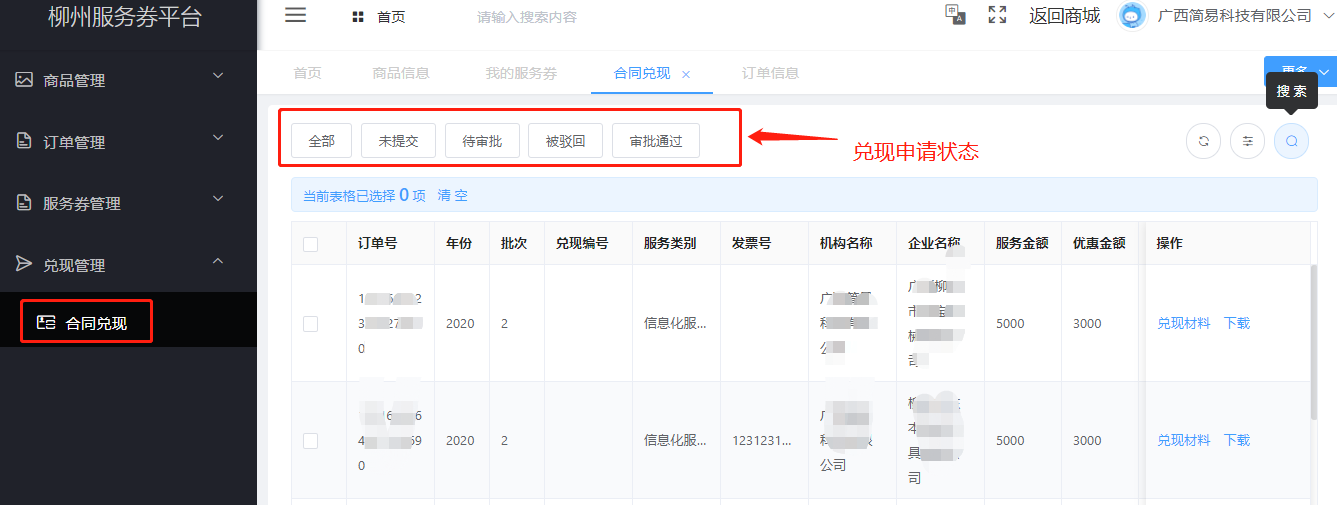 柳州服务券平台
首页
请输入搜索内容
返回商城
广西简易科技有限公司
商品管理
订单管理
服务券管理
兑现管理
合同兑现
首页
商品信息
我的服务券
合同兑现
订单信息
更多
搜 索
全部
未提交
待审批
被驳回
审批通过
兑现申请状态
当前表格已选择 0 项 清 空
订单号 年份 批次 兑现编号 服务类别 发票号 机构名称 企业名称 服务金额 优惠金额 操作
2020 2 信息化服... 5000 3000 兑现材料 下载
2020 2 信息化服... 1231231... 公司 5000 3000 兑现材料 下载